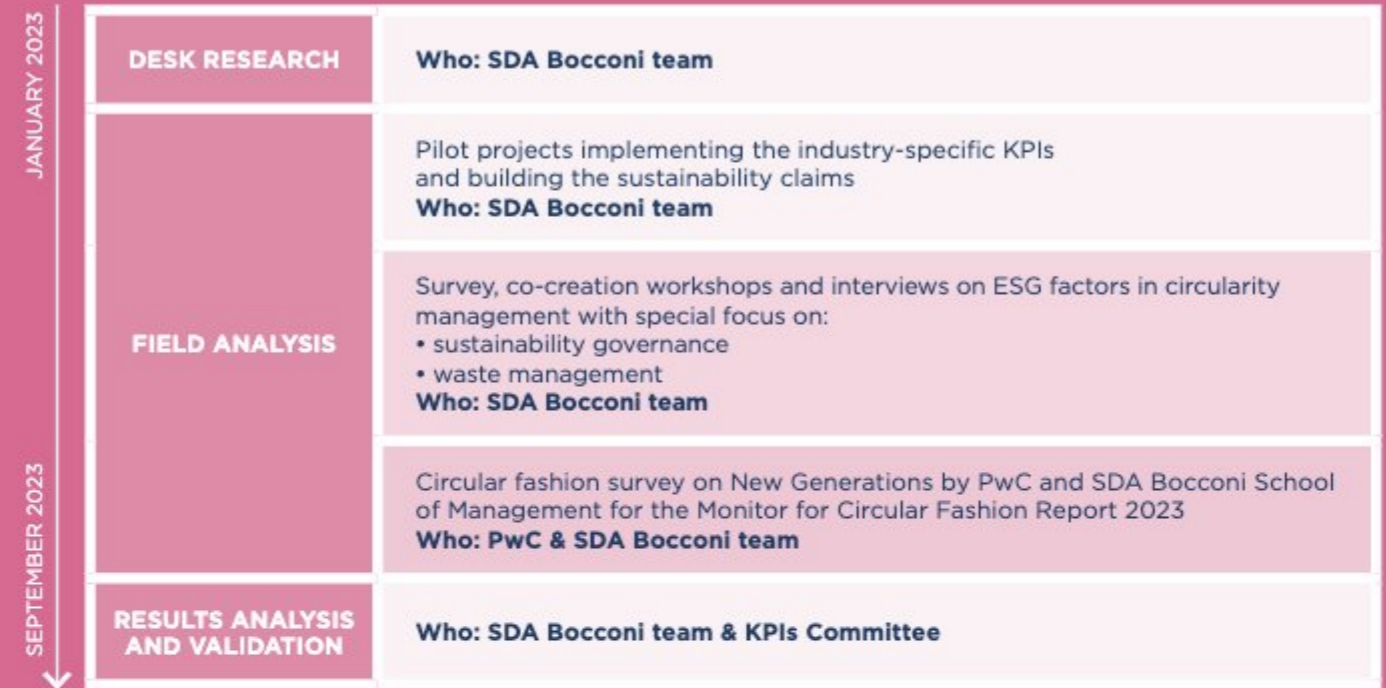 JANUARY 2023
DESK RESEARCH
Who: SDA Bocconi team
FIELD ANALYSIS
Pilot projects implementing the industry-specific KPIs
and building the sustainability claims
Who: SDA Bocconi team
Survey, co-creation workshops and interviews on ESG factors in circularity
management with special focus on:
• sustainability governance
• waste management
Who: SDA Bocconi team
Circular fashion survey on New Generations by PwC and SDA Bocconi School
of Management for the Monitor for Circular Fashion Report 2023
Who: PwC & SDA Bocconi team
SEPTEMBER 2023
RESULTS ANALYSIS
AND VALIDATION
Who: SDA Bocconi team & KPIs Committee